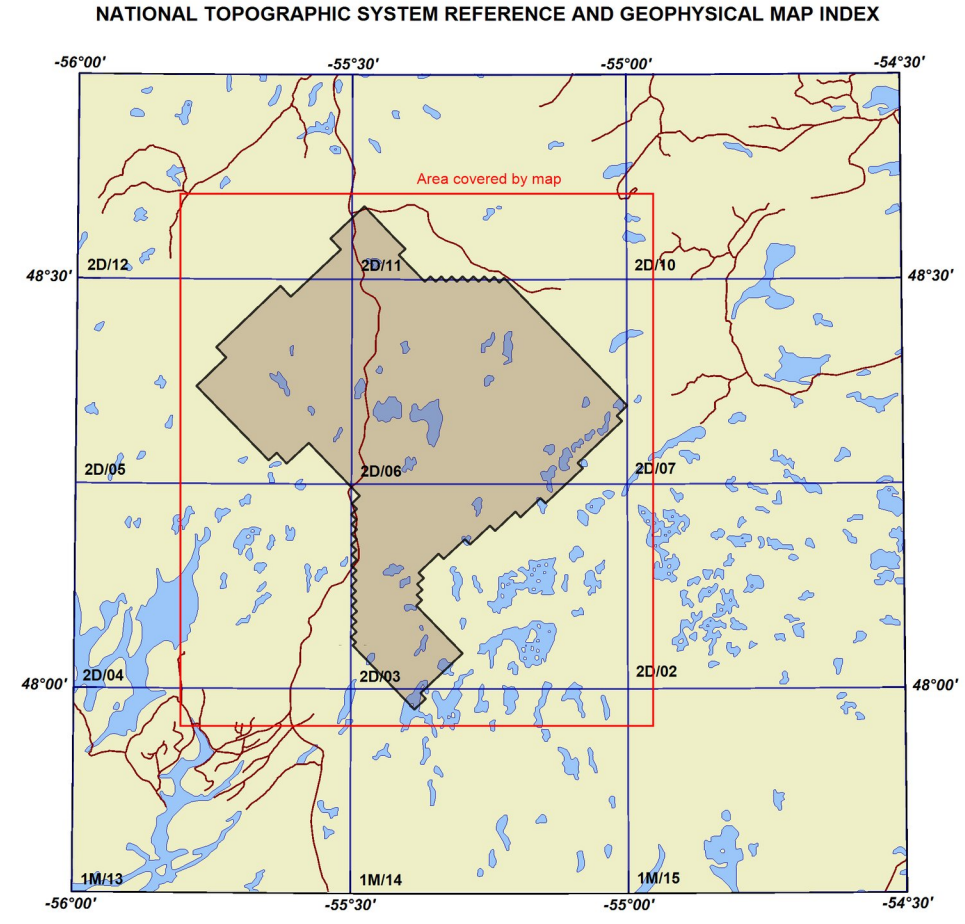 NATIONAL TOPOGRAPHIC SYSTEM REFERENCE AND GEOPHYSICAL MAP INDEX
-56°00' -55°30' -55°00' -54°30'
Area covered by map
48°30' 2D/12 2D/11 2D/10 48°30'
2D/05 2D/06 2D/07
48°00' 2D/04 2D/03 2D/02 48°00'
1M/13 1M/14 1M/15
-56°00' -55°30' -55°00' -54°30'